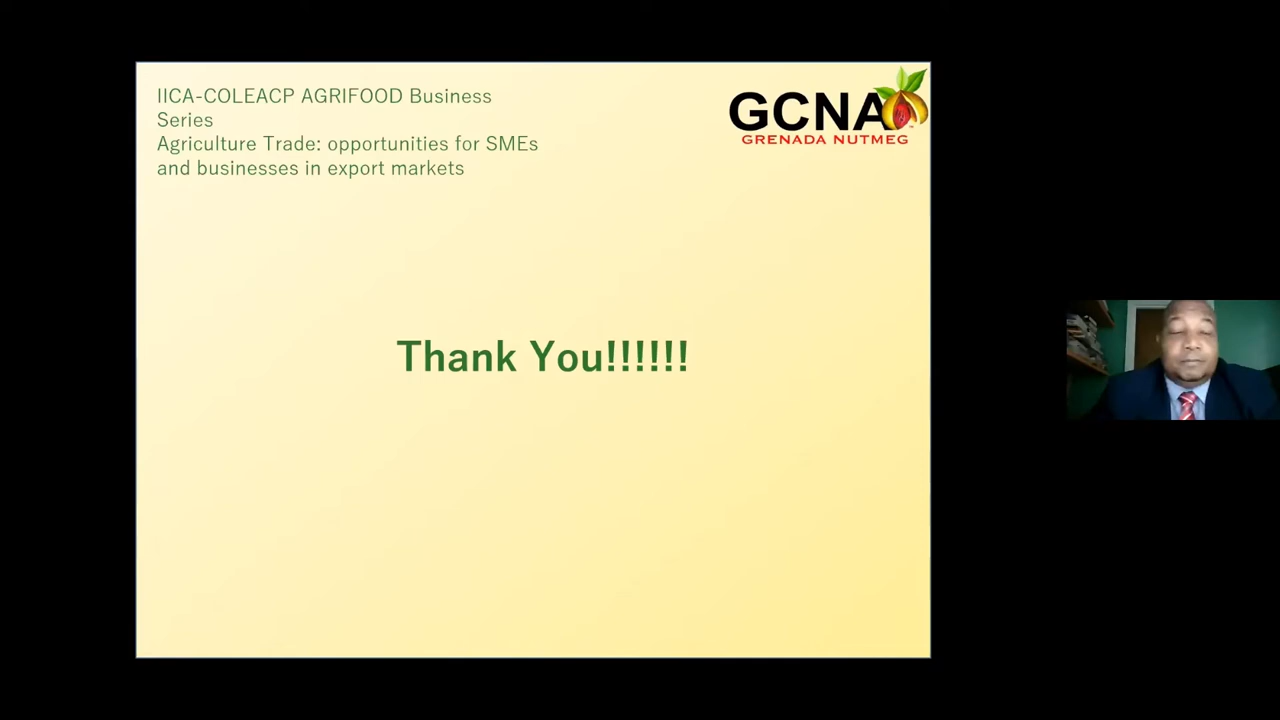 IICA-COLEACP AGRIFOOD Business
Series
Agriculture Trade: opportunities for SMEs
and businesses in export markets
GCNA
GRENADA NUTMEG
Thank You!!!!!!